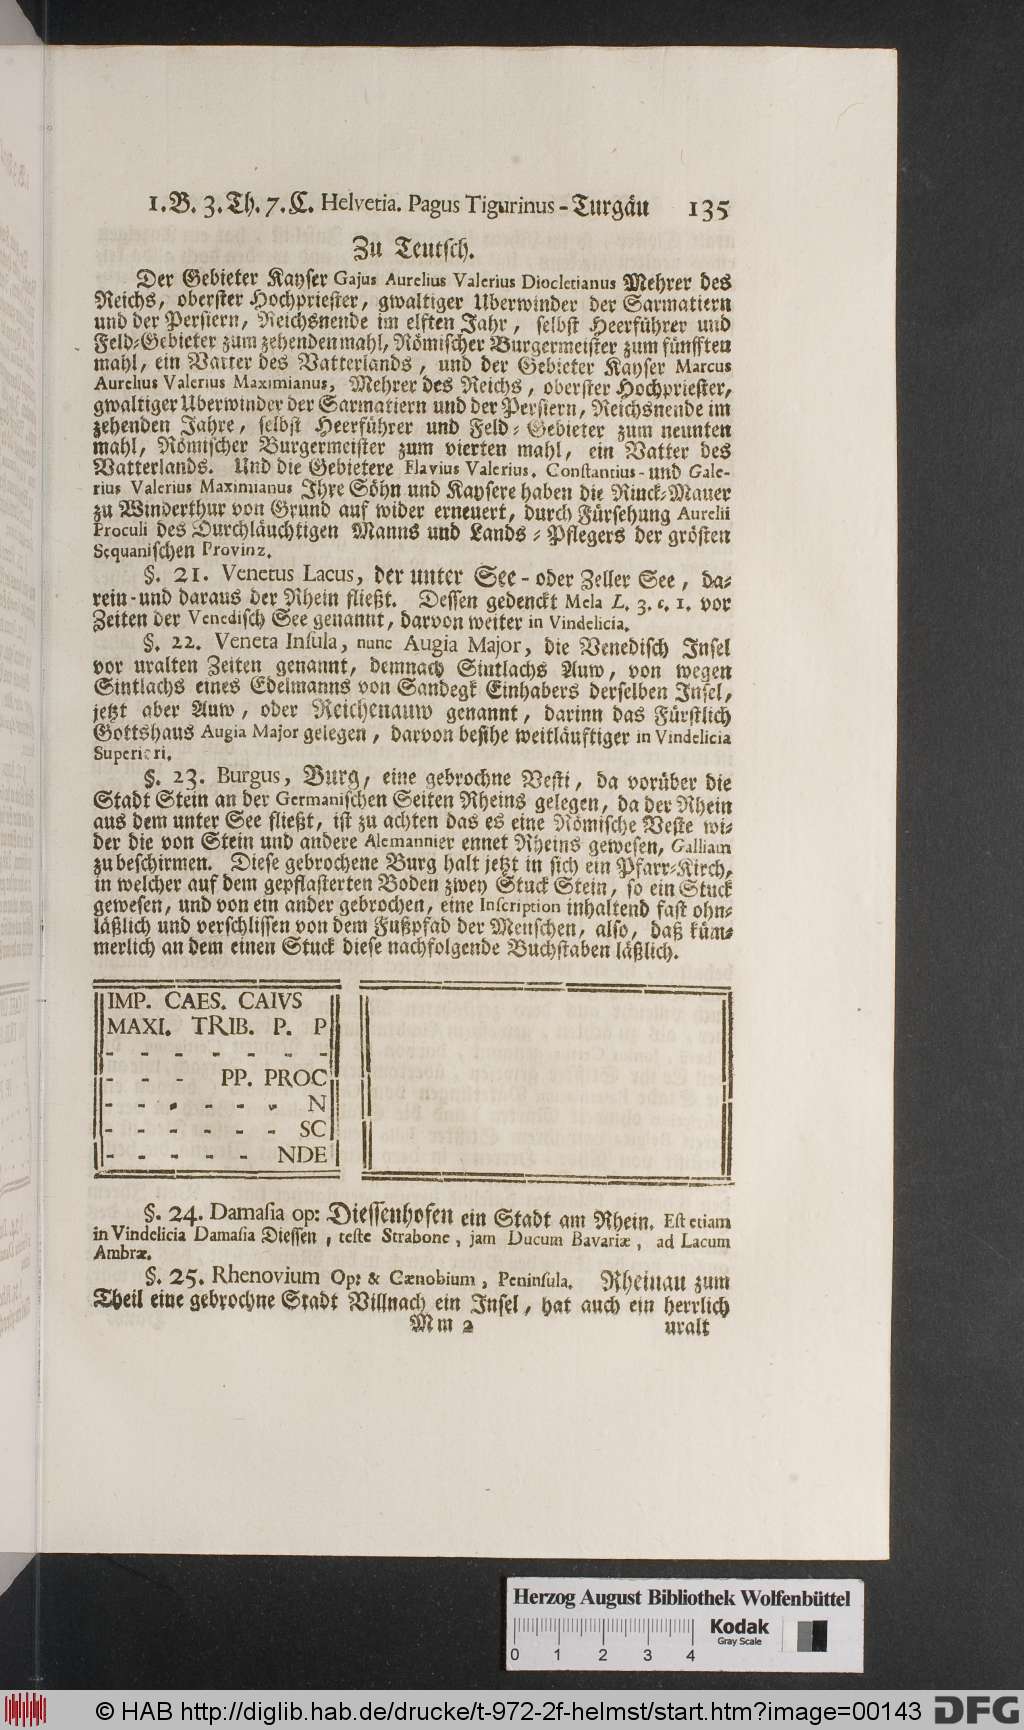 1. B. 3. Th. 7. C. Helvetia. Pagus Tigurinus - Turgäu 135
Zu Teutsch.
Der Gebieter Kayser Gajus Aurelius Valerius Diocletianus Mehrer des
Reichs, oberster Hochpriester, gwaltiger Uberwinder der Sarmatiern
und der Persiern, Reichsnende im elften Jahr, selbst Heerführer und
Feld-Gebieter zum zehenden mahl, Römischer Burgermeister zum fünfften
mahl, ein Vatter des Vatterlands, und der Gebieter Kayser Marcus
Aurelius Valerius Maximianus, Mehrer des Reichs, oberster Hochpriester,
gwaltiger Uberwinder der Sarmatiern und der Persiern, Reichsnende im
zehenden Jahre, selbst Heerführer und Feld-Gebieter zum neunten
mahl, Römischer Burgermeister zum vierten mahl, ein Vatter des
Vatterlands. Und die Gebietere Flavius Valerius. Constantius- und Gale-
rius Valerius Maximianus Ihre Söhn und Kaysere haben die Rinck-Mauer
zu Winderthur von Grund auf wider erneuert, durch Fürsehung Aurelii
Proculi des Durchläuchtigen Manns und Lands-Pflegers der grösten
Sequanischen Provinz.
§. 21. Venetus Lacus, der unter See- oder Zeller See, da-
rein- und daraus der Rhein fließt. Dessen gedenckt Mela L. 3. c. 1. vor
Zeiten der Venedisch See genannt, darvon weiter in Vindelicia.
§. 22. Veneta Insula, nunc Augia Major, die Venedisch Insel
vor uralten Zeiten genannt, demnach Sintlachs Auw, von wegen
Sintlachs eines Edelmanns von Sandegk Einhabers derselben Insel,
jetzt aber Auw, oder Reichenauw genannt, darinn das Fürstlich
Gottshaus Augia Major gelegen, darvon besihe weitläuftiger in Vindelicia
Superiori.
§. 23. Burgus, Burg, eine gebrochne Vesti, da vorüber die
Stadt Stein an der Germanischen Seiten Rheins gelegen, da der Rhein
aus dem unter See fließt, ist zu achten das es eine Römische Veste wi-
der die von Stein und andere Alemannier ennet Rheins gewesen, Galliam
zu beschirmen. Diese gebrochene Burg halt jetzt in sich ein Pfarr-Kirch,
in welcher auf dem gepflasterten Boden zwey Stuck Stein, so ein Stuck
gewesen, und von ein ander gebrochen, eine Inscription inhaltend fast ohn-
läßlich und verschlissen von dem Fußpfad der Menschen, also, daß küm-
merlich an dem einen Stuck diese nachfolgende Buchstaben läßlich.
IMP. CAES. CAIVS
MAXI. TRIB. P. P
- - - - - - -
- - - PP. PROC
- - - - - - N
- - - - - - SC
- - - - - NDE
§. 24. Damasia op: Diessenhofen ein Stadt am Rhein. Est etiam
in Vindelicia Damasia Diessen, teste Strabone, jam Ducum Bavariæ, ad Lacum
Ambræ.
§. 25. Rhenovium Op: & Cænobium, Peninsula. Rheinau zum
Theil eine gebrochne Stadt Villnach ein Insel, hat auch ein herrlich
Mm 2 uralt
Herzog August Bibliothek Wolfenbüttel
Kodak
Gray Scale
0 1 2 3 4
© HAB http://diglib.hab.de/drucke/t-972-2f-helmst/start.htm?image=00143
DFG